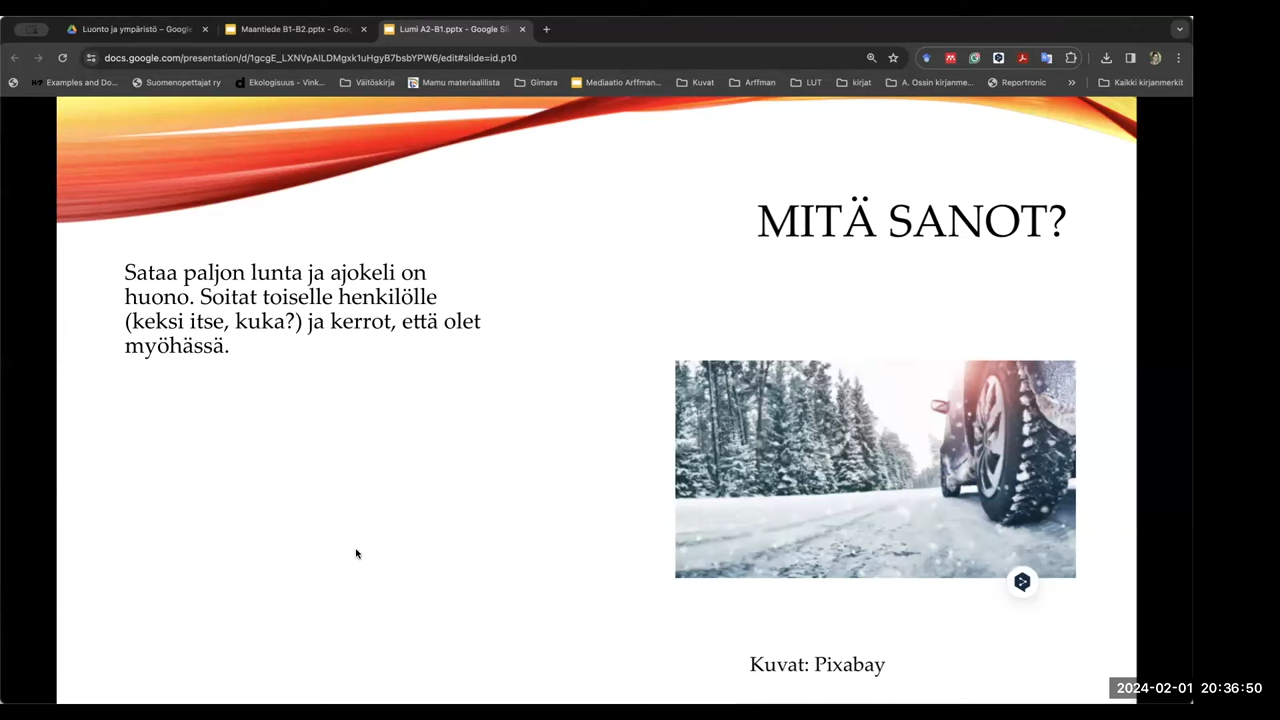 Luonto ja ympäristö – Google
Maantiede B1-B2.pptx - Goog
Lumi A2-B1.pptx - Google Sl
docs.google.com/presentation/d/1gcgE_LXNVpAILDMgxk1uHgyB7bsbYPW6/edit#slide=id.p10
Examples and Do...
Suomenopettajat ry
Ekologisuus - Vink...
Väitöskirja
Mamu materiaalilista
Gimara
Mediaatio Arffman...
Kuvat
Arffman
LUT
kirjat
A. Ossin kirjanme...
Reportronic
»
Kaikki kirjanmerkit
MITÄ SANOT?
Sataa paljon lunta ja ajokeli on
huono. Soitat toiselle henkilölle
(keksi itse, kuka?) ja kerrot, että olet
myöhässä.
Kuvat: Pixabay
2024-02-01 20:36:50